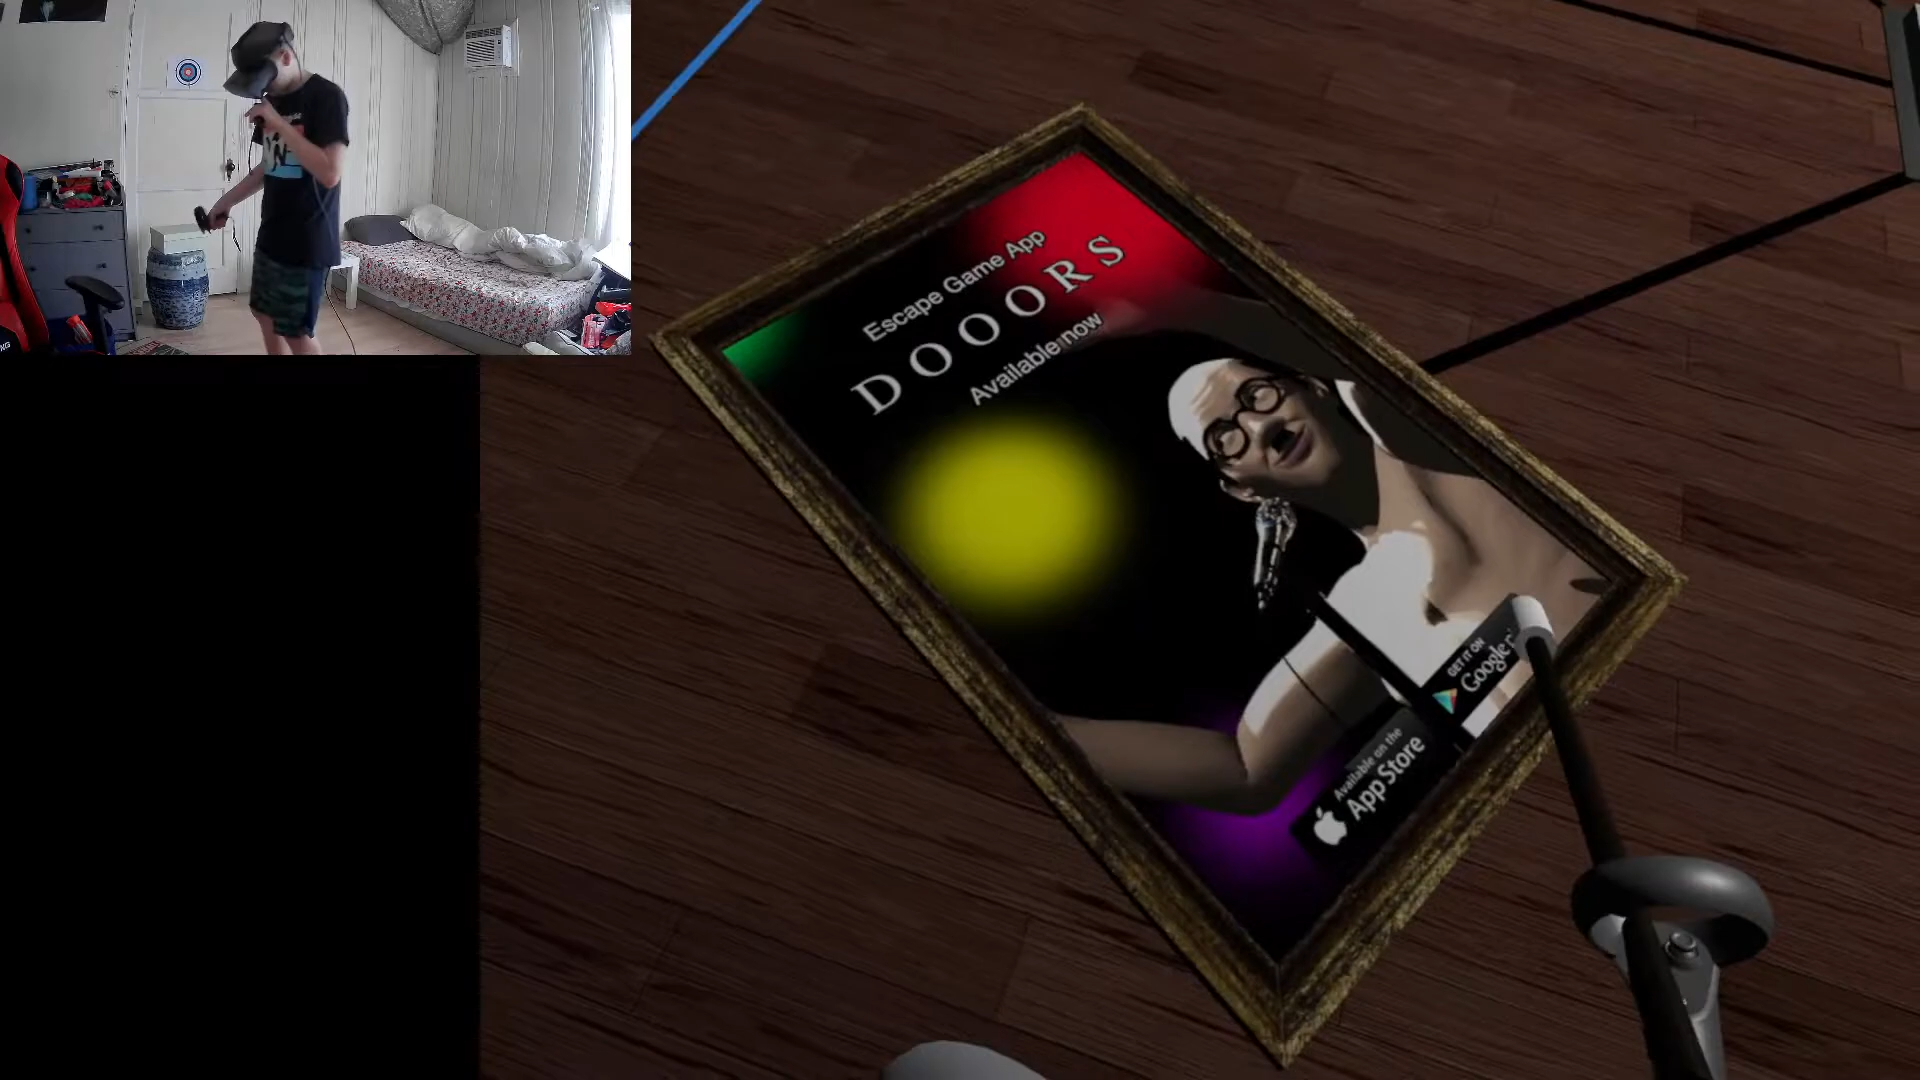 Escape Game App
DOOORS
Available now
GET IT ON
Google
Available on the
App Store